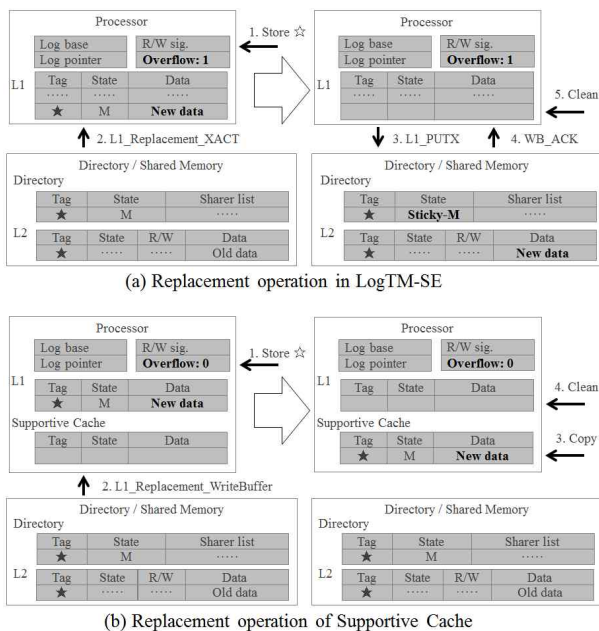 Processor
Log base
R/W sig.
Log pointer
Overflow: 1
L1
Tag State Data
····· ····· ·····
★ M New data
1. Store ☆
Processor
Log base
R/W sig.
Log pointer
Overflow: 1
L1
Tag State Data
····· ····· ·····
5. Clean
2. L1_Replacement_XACT
3. L1_PUTX
4. WB_ACK
Directory / Shared Memory
Directory
Tag State Sharer list
★ M ·····
L2
Tag State R/W Data
★ ····· ····· Old data
Directory / Shared Memory
Directory
Tag State Sharer list
★ Sticky-M ·····
L2
Tag State R/W Data
★ ····· ····· New data
(a) Replacement operation in LogTM-SE
Processor
Log base
R/W sig.
Log pointer
Overflow: 0
L1
Tag State Data
★ M New data
Supportive Cache
Tag State Data
1. Store ☆
Processor
Log base
R/W sig.
Log pointer
Overflow: 0
L1
Tag State Data
4. Clean
Supportive Cache
Tag State Data
★ M New data
3. Copy
2. L1_Replacement_WriteBuffer
Directory / Shared Memory
Directory
Tag State Sharer list
★ M ·····
L2
Tag State R/W Data
★ ····· ····· Old data
Directory / Shared Memory
Directory
Tag State Sharer list
★ M ·····
L2
Tag State R/W Data
★ ····· ····· Old data
(b) Replacement operation of Supportive Cache